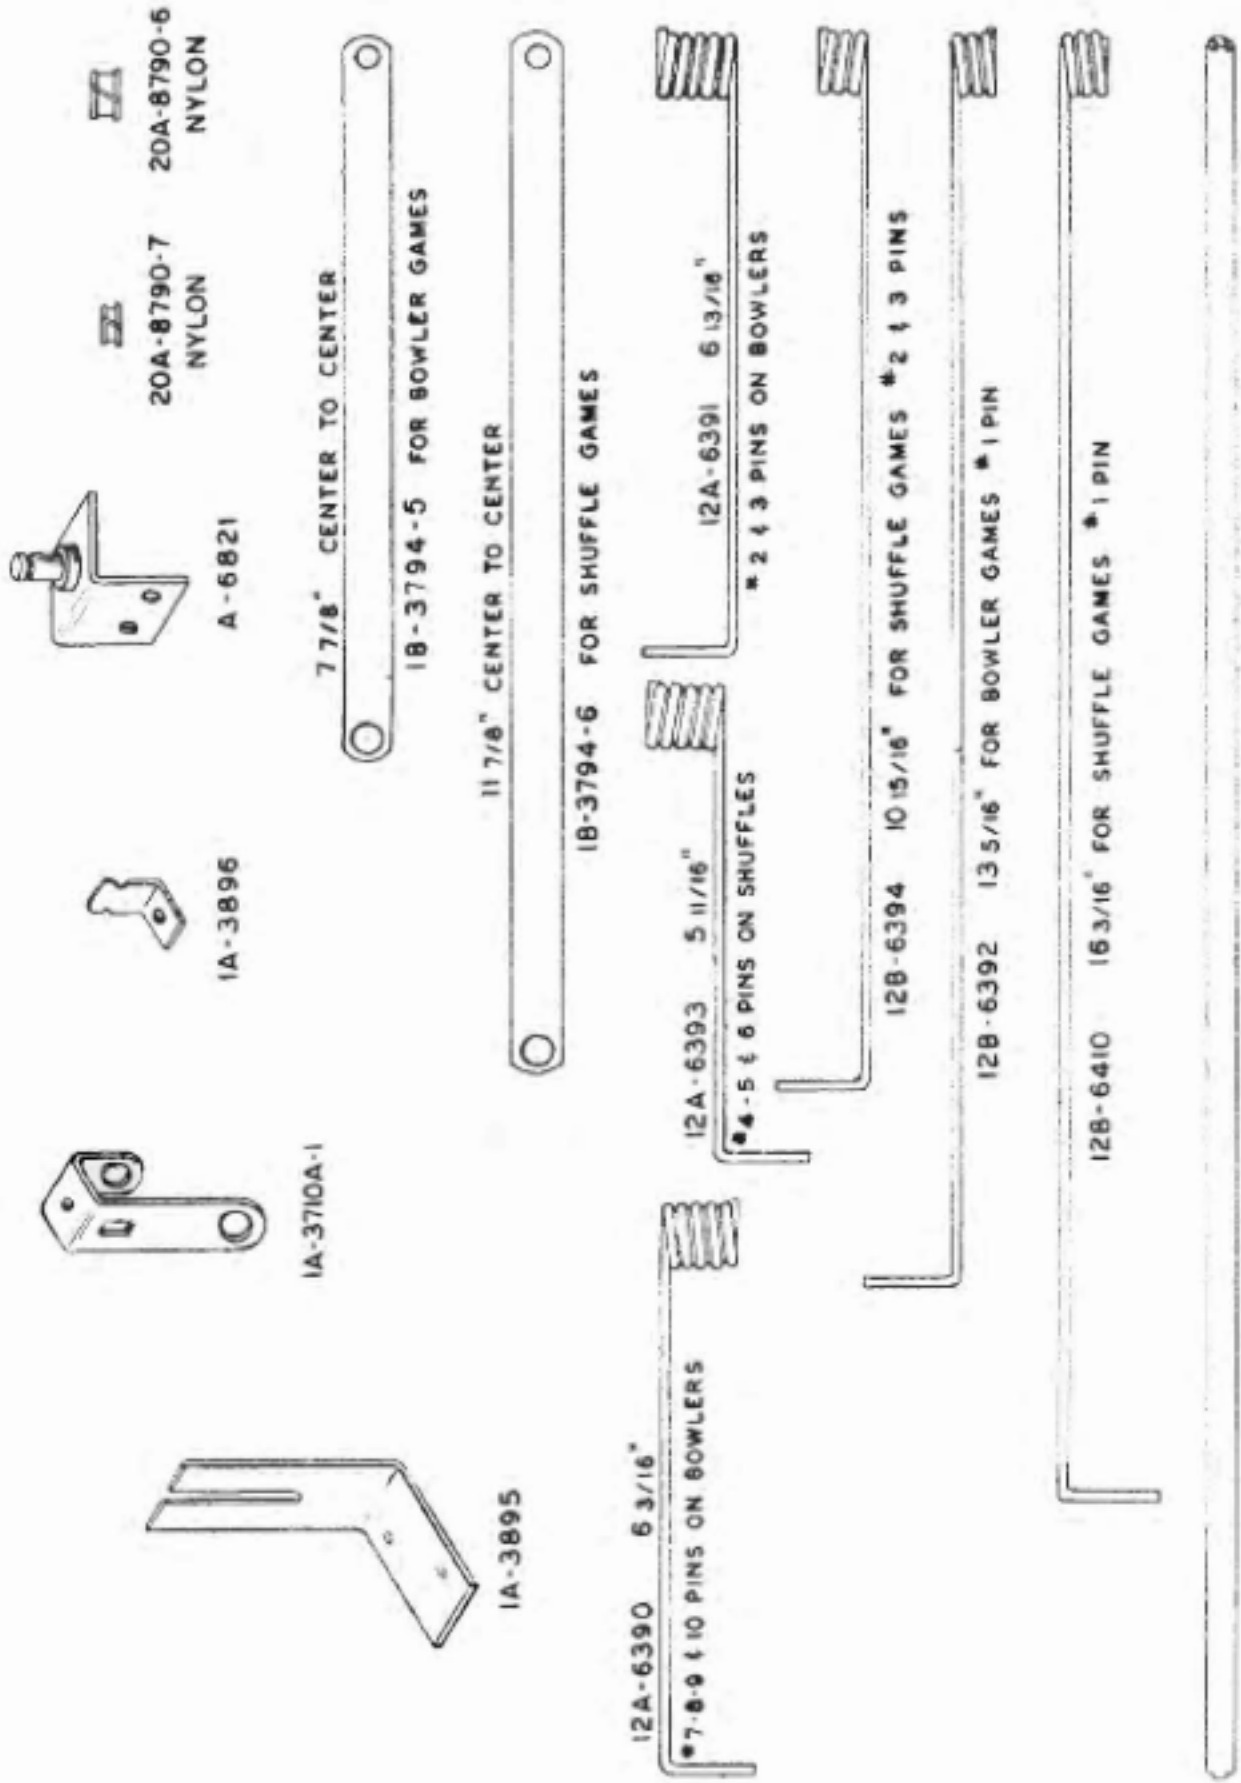 1A-3895
1A-3710A-1
1A-3896
A-6821
20A-8790-7
NYLON
20A-8790-6
NYLON
7 7/8" CENTER TO CENTER
1B-3794-5 FOR BOWLER GAMES
11 7/8" CENTER TO CENTER
1B-3794-6 FOR SHUFFLE GAMES
12A-6390 6 3/16"
#7-8-9 & 10 PINS ON BOWLERS
12A-6393 5 11/16"
#4-5 & 6 PINS ON SHUFFLES
12A-6391 6 13/16"
#2 & 3 PINS ON BOWLERS
12B-6394 10 15/16" FOR SHUFFLE GAMES #2 & 3 PINS
12B-6392 13 5/16" FOR BOWLER GAMES #1 PIN
12B-6410 16 3/16" FOR SHUFFLE GAMES #1 PIN